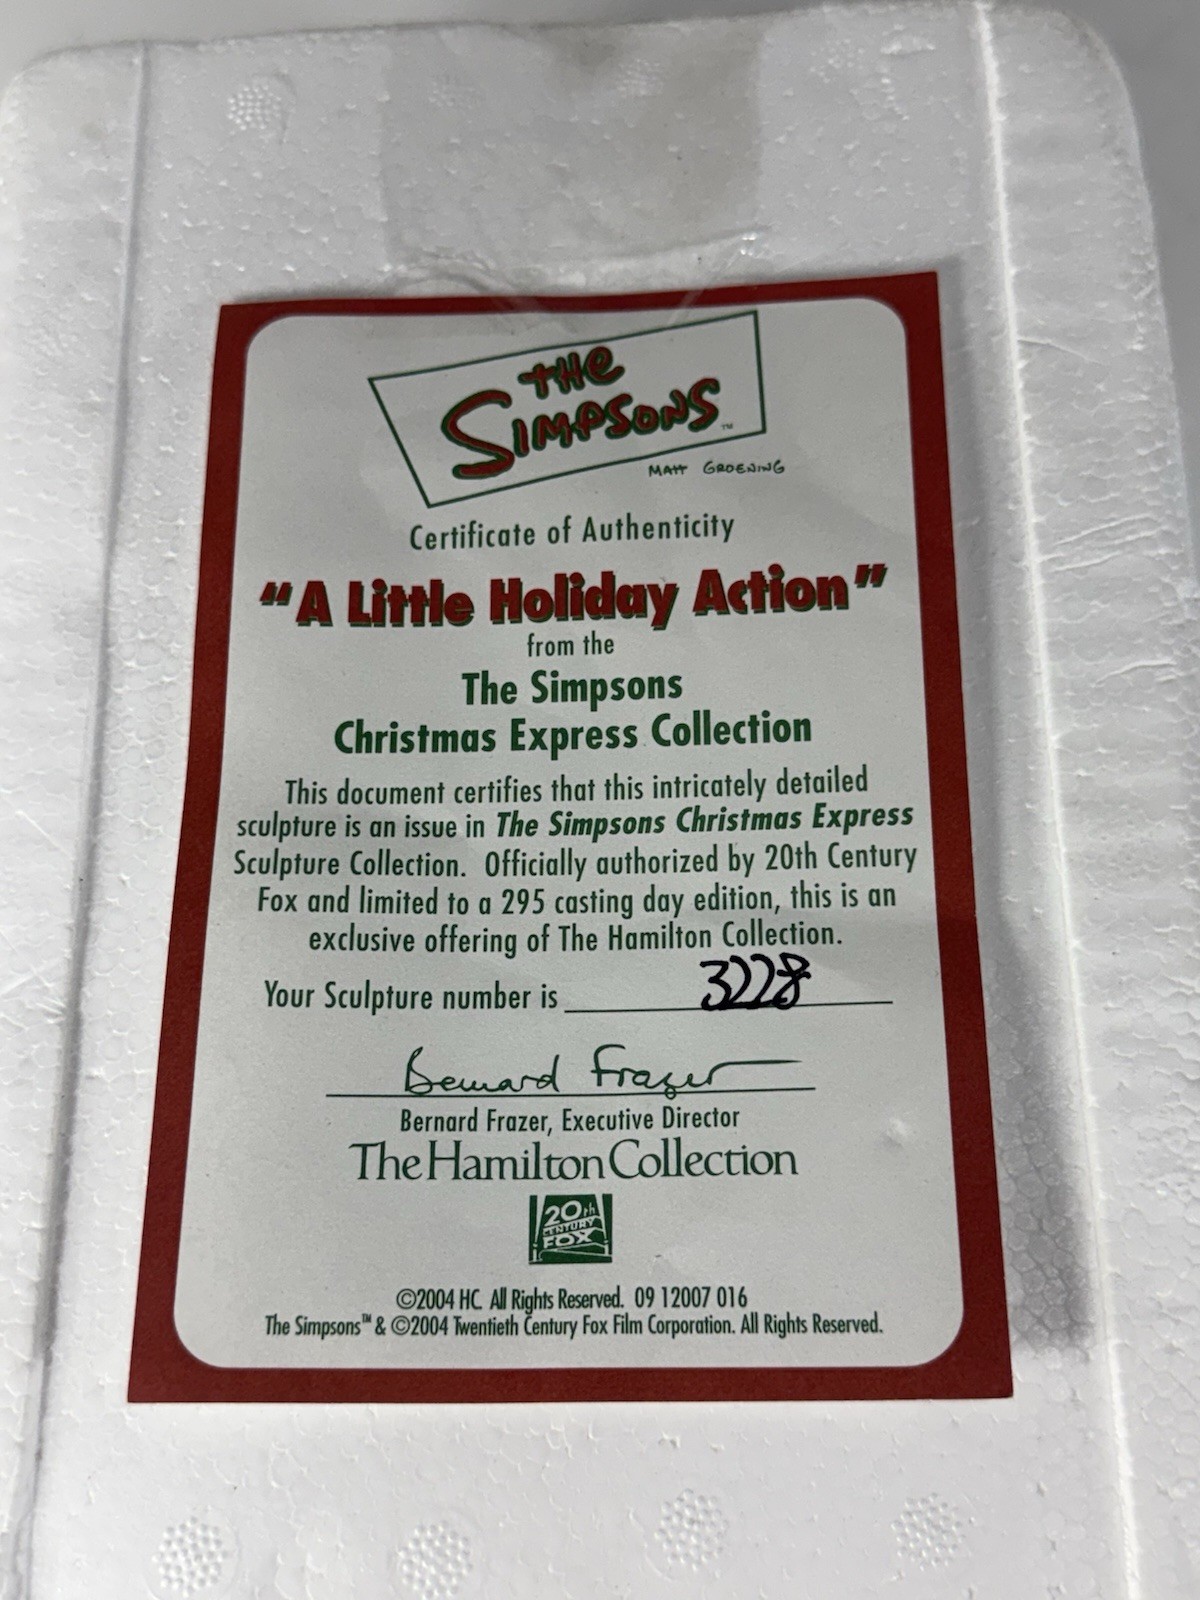 THE
SIMPSONS™
MATT GROENING
Certificate of Authenticity
"A Little Holiday Action"
from the
The Simpsons
Christmas Express Collection
This document certifies that this intricately detailed
sculpture is an issue in The Simpsons Christmas Express
Sculpture Collection. Officially authorized by 20th Century
Fox and limited to a 295 casting day edition, this is an
exclusive offering of The Hamilton Collection.
Your Sculpture number is 3228
Bernard Frazer
Bernard Frazer, Executive Director
The Hamilton Collection
20th
CENTURY
FOX
©2004 HC. All Rights Reserved. 09 12007 016
The Simpsons™ & ©2004 Twentieth Century Fox Film Corporation. All Rights Reserved.